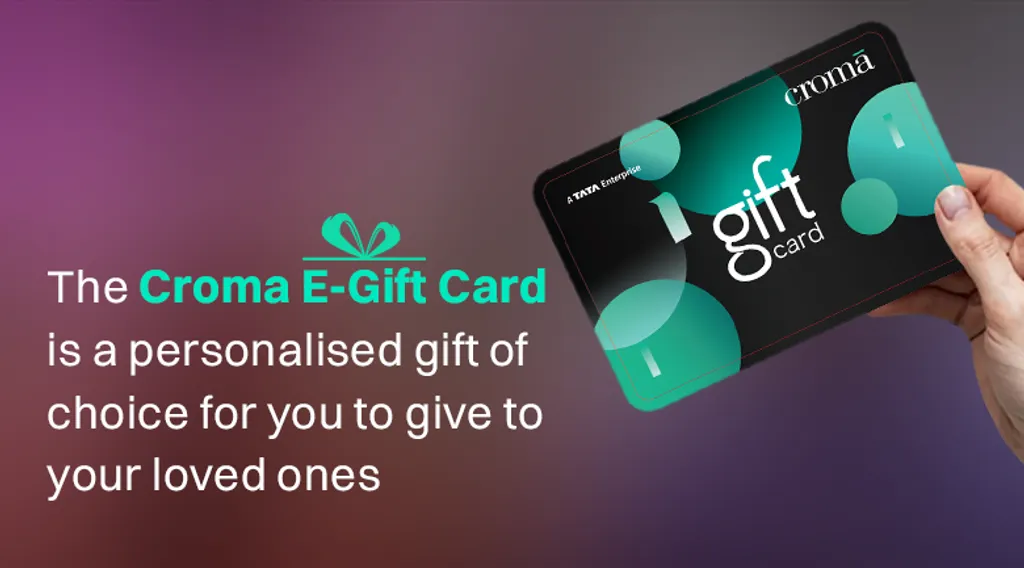 The Croma E-Gift Card
is a personalised gift of
choice for you to give to
your loved ones
cromā
A TATA Enterprise
gift
card